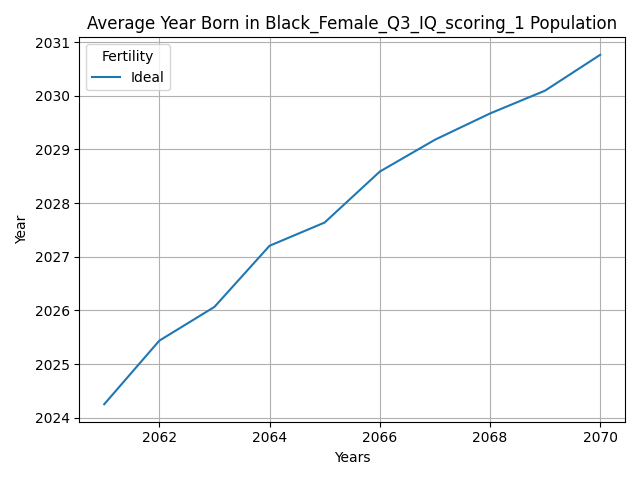 Average Year Born in Black_Female_Q3_IQ_scoring_1 Population
Fertility
Ideal
2031
2030
2029
2028
2027
2026
2025
2024
Year
2062
2064
2066
2068
2070
Years